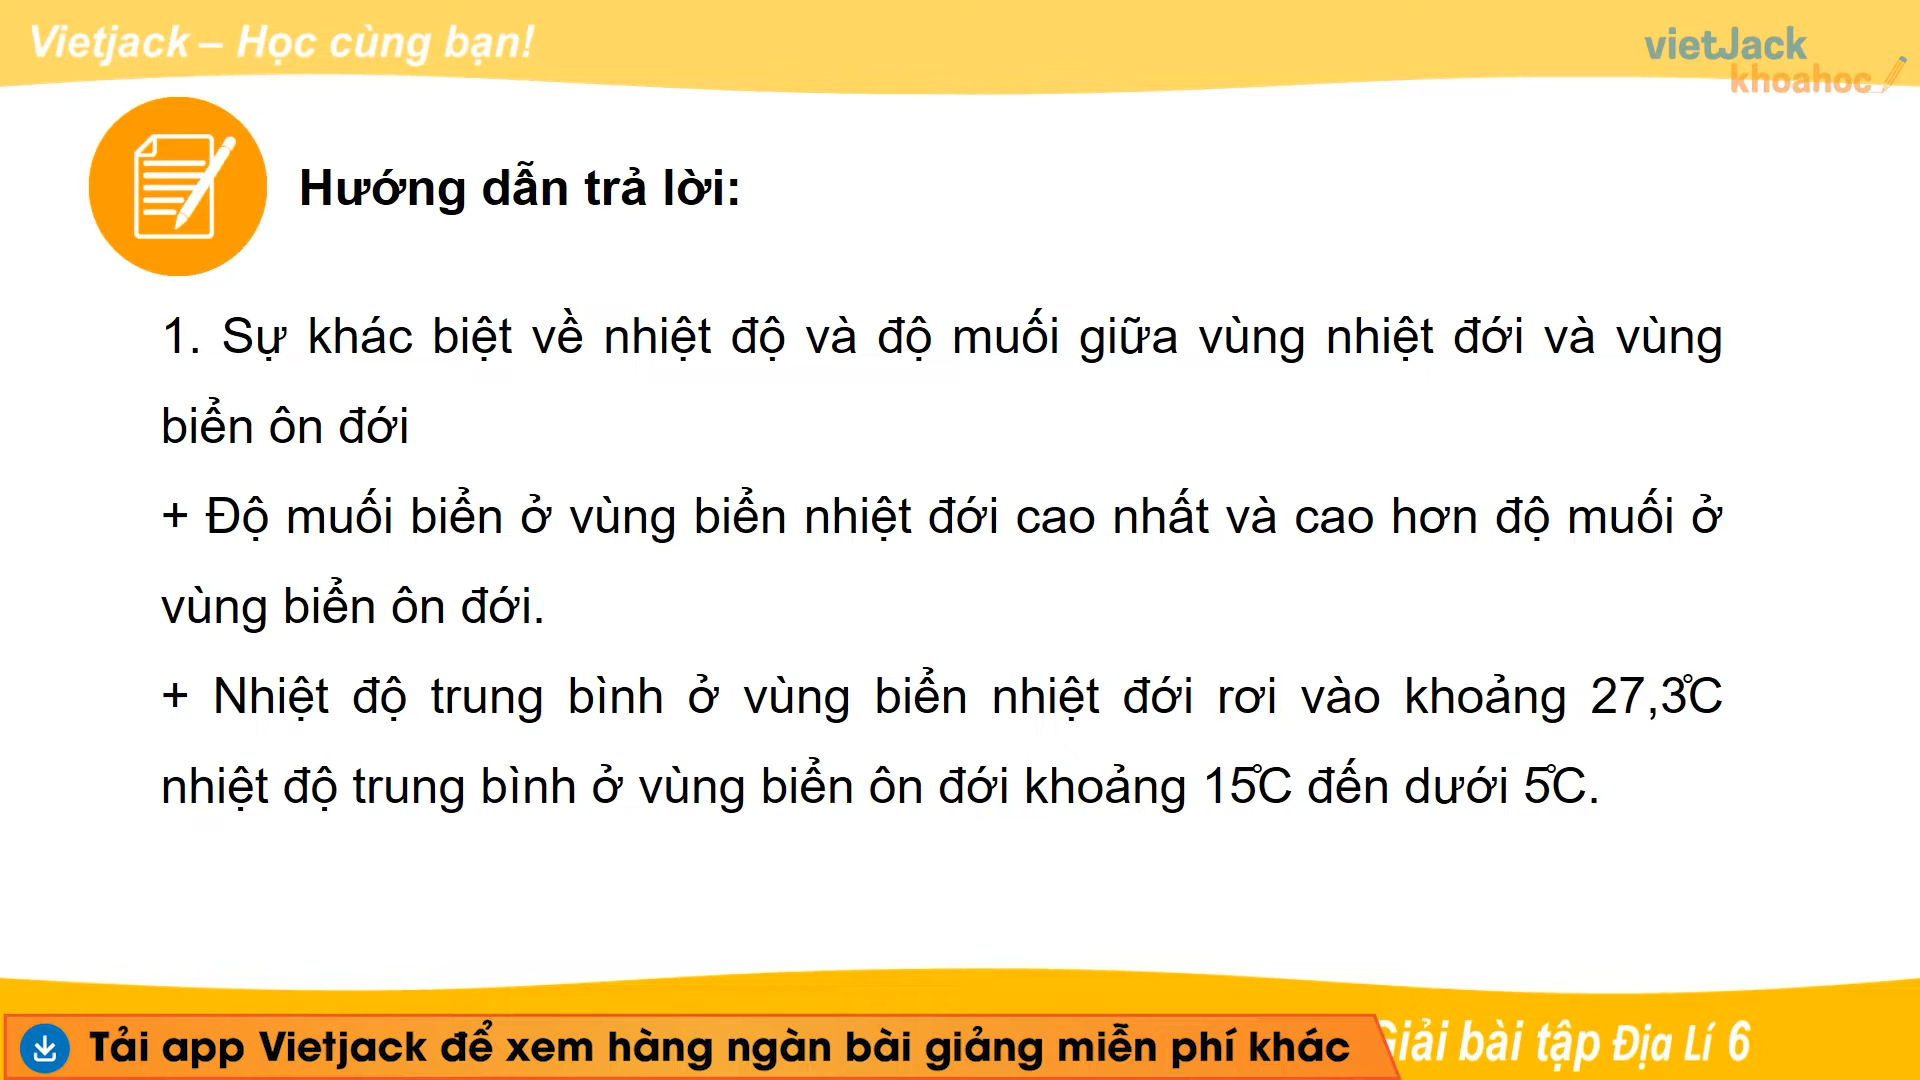 Vietjack – Học cùng bạn!
vietJack
khoahoc
Hướng dẫn trả lời:
1. Sự khác biệt về nhiệt độ và độ muối giữa vùng nhiệt đới và vùng
biển ôn đới
+ Độ muối biển ở vùng biển nhiệt đới cao nhất và cao hơn độ muối ở
vùng biển ôn đới.
+ Nhiệt độ trung bình ở vùng biển nhiệt đới rơi vào khoảng 27,3°C
nhiệt độ trung bình ở vùng biển ôn đới khoảng 15°C đến dưới 5°C.
Tải app Vietjack để xem hàng ngàn bài giảng miễn phí khác
Giải bài tập Địa Lí 6